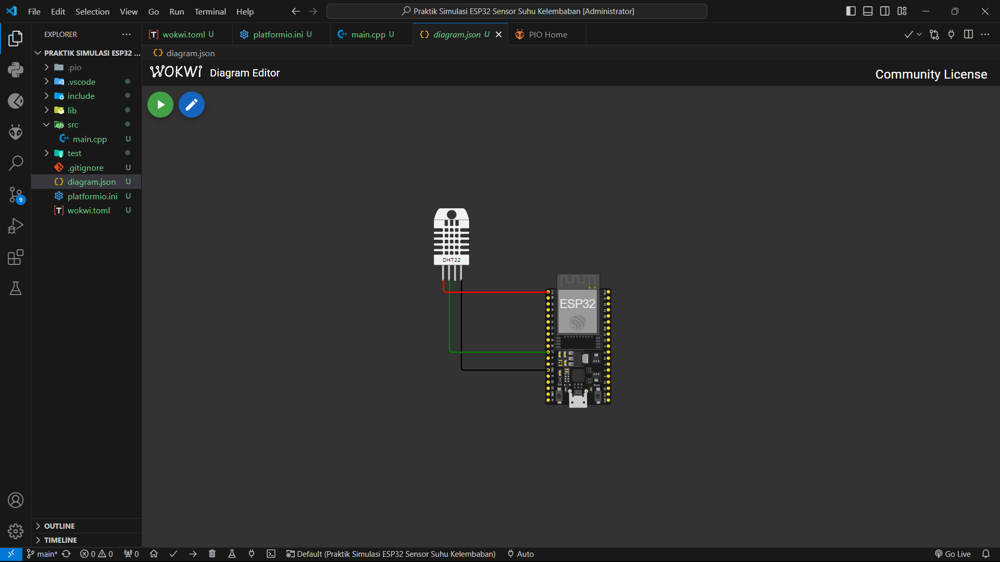 File Edit Selection View Go Run Terminal Help
Praktik Simulasi ESP32 Sensor Suhu Kelembaban [Administrator]
EXPLORER
wokwi.toml U
platformio.ini U
main.cpp U
diagram.json U
PIO Home
PRAKTIK SIMULASI ESP32 ...
.pio
.vscode
include
lib
src
main.cpp U
test
.gitignore U
diagram.json U
platformio.ini U
wokwi.toml U
diagram.json
WOKWi Diagram Editor
Community License
DHT22
ESP32
EN
Boot
9
OUTLINE
TIMELINE
main* 0 0 0 Default (Praktik Simulasi ESP32 Sensor Suhu Kelembaban) Auto Go Live